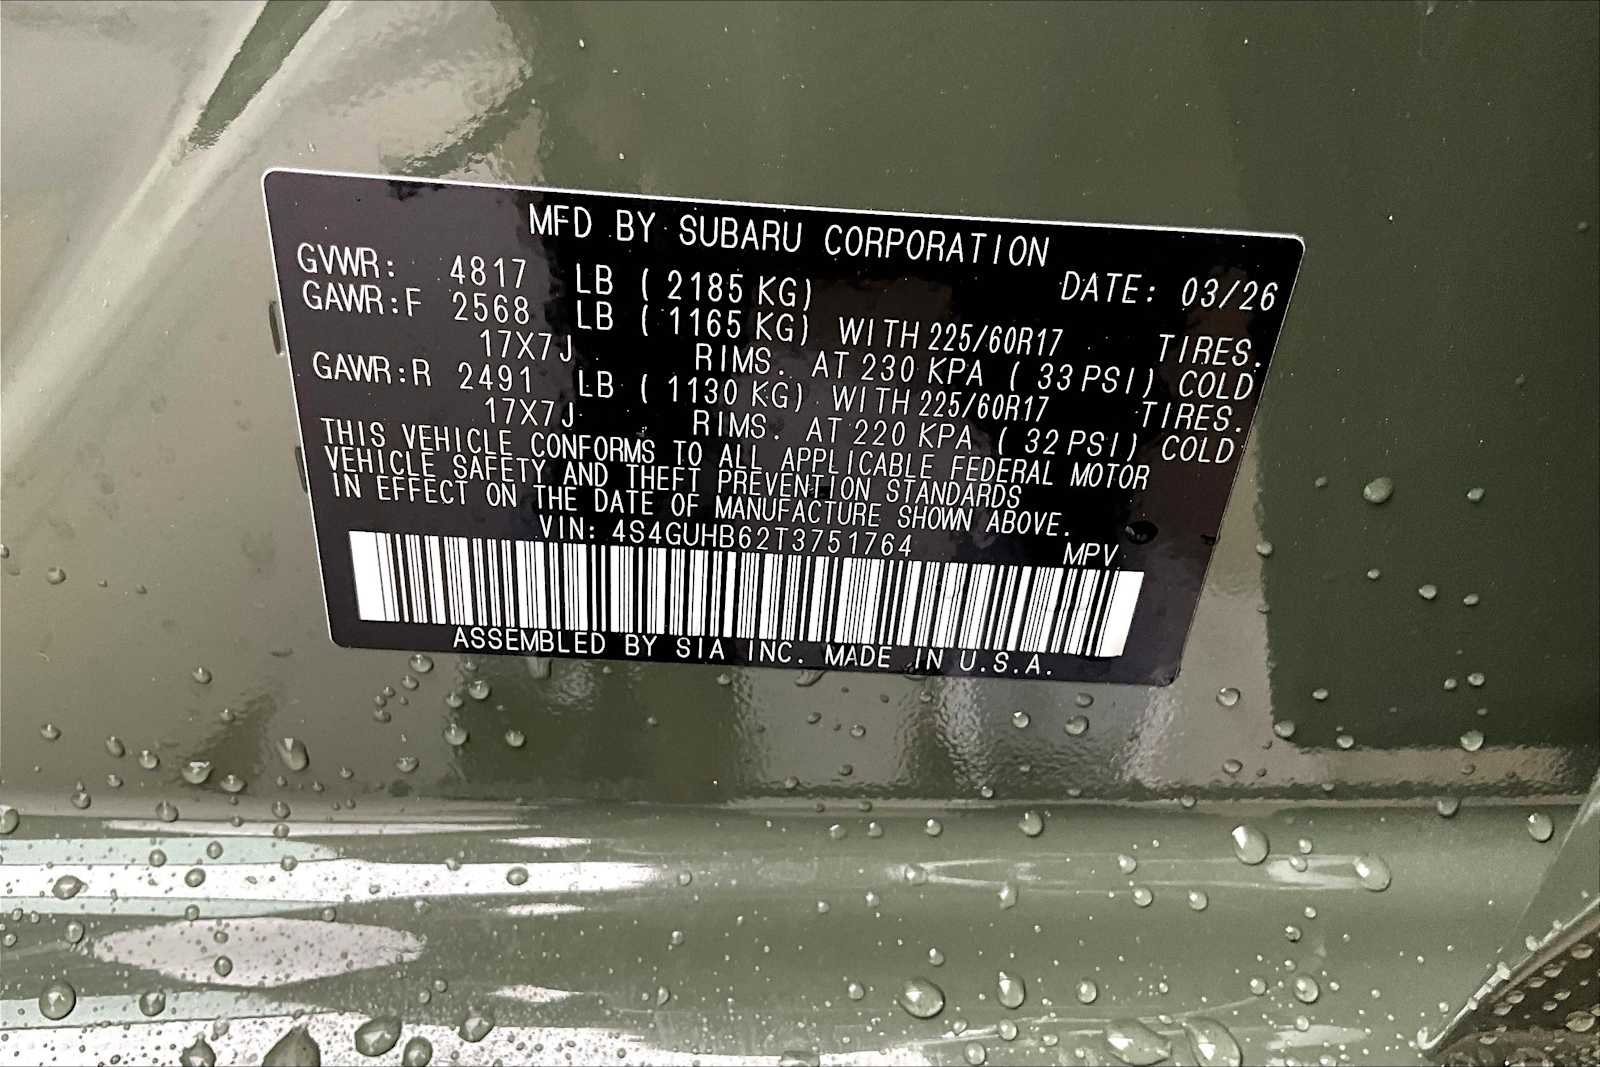 MFD BY SUBARU CORPORATION
DATE: 03/26
GVWR: 4817 LB ( 2185 KG)
GAWR:F 2568 LB ( 1165 KG) WITH 225/60R17 TIRES.
17X7J RIMS. AT 230 KPA ( 33 PSI) COLD
GAWR:R 2491 LB ( 1130 KG) WITH 225/60R17 TIRES.
17X7J RIMS. AT 220 KPA ( 32 PSI) COLD
THIS VEHICLE CONFORMS TO ALL APPLICABLE FEDERAL MOTOR
VEHICLE SAFETY AND THEFT PREVENTION STANDARDS
IN EFFECT ON THE DATE OF MANUFACTURE SHOWN ABOVE.
VIN: 4S4GUHB62T3751764 MPV
ASSEMBLED BY SIA INC. MADE IN U.S.A.